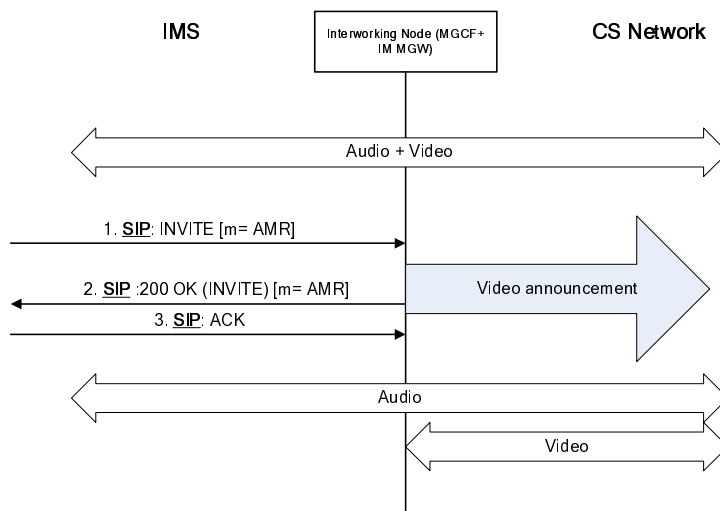 IMS
Interworking Node (MGCF+
IM MGW)
CS Network
Audio + Video
1. SIP: INVITE [m= AMR]
2. SIP :200 OK (INVITE) [m= AMR]
Video announcement
3. SIP: ACK
Audio
Video